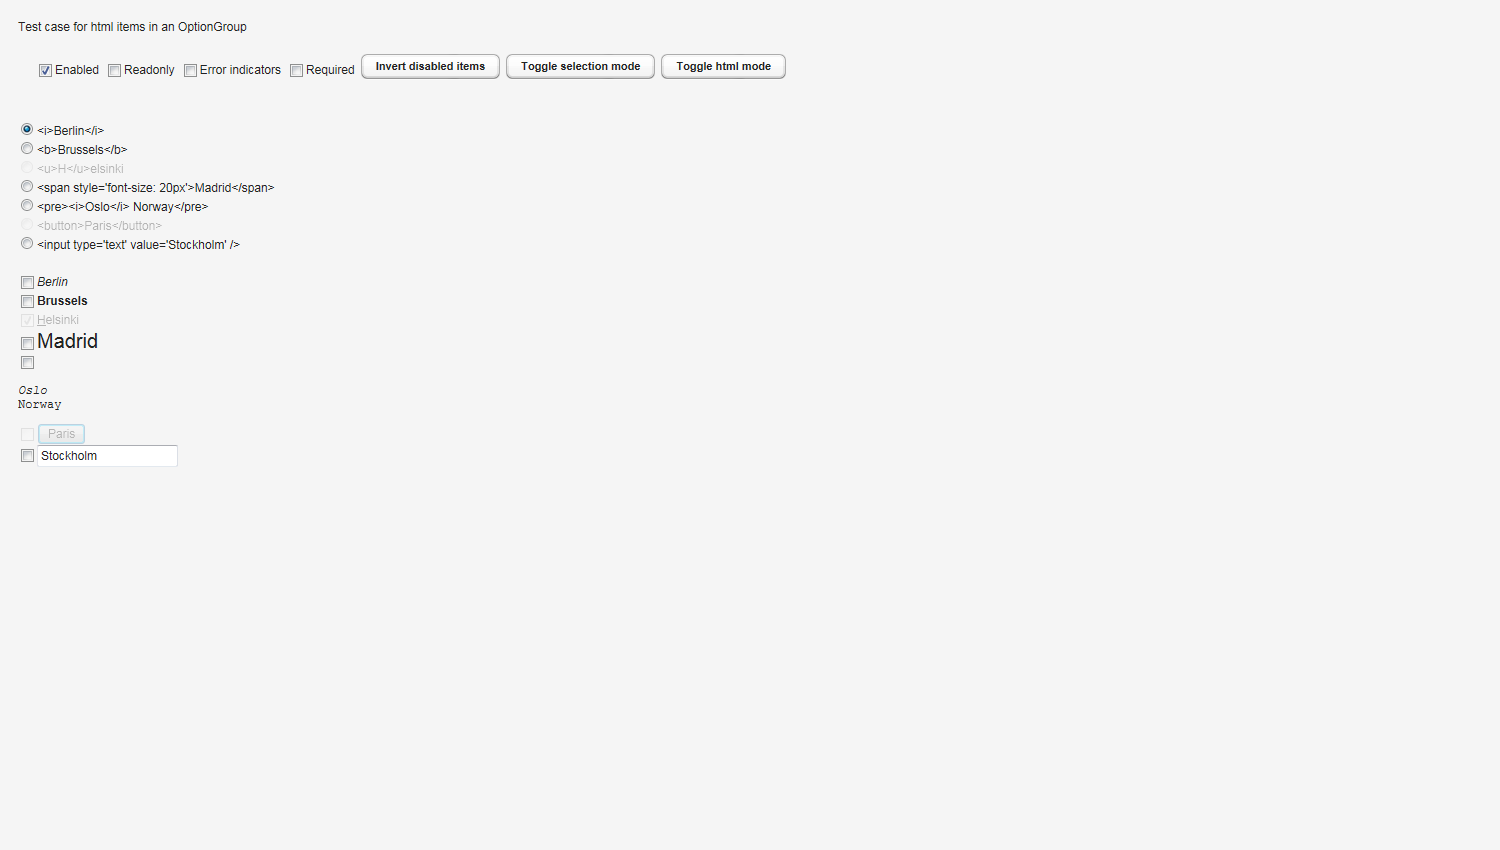 Test case for html items in an OptionGroup
Enabled Readonly Error indicators Required Invert disabled items Toggle selection mode Toggle html mode
<i>Berlin</i>
<b>Brussels</b>
<u>H</u>elsinki
<span style='font-size: 20px'>Madrid</span>
<pre><i>Oslo</i> Norway</pre>
<button>Paris</button>
<input type='text' value='Stockholm' />
Berlin
Brussels
Helsinki
Madrid
Oslo
Norway
Paris
Stockholm